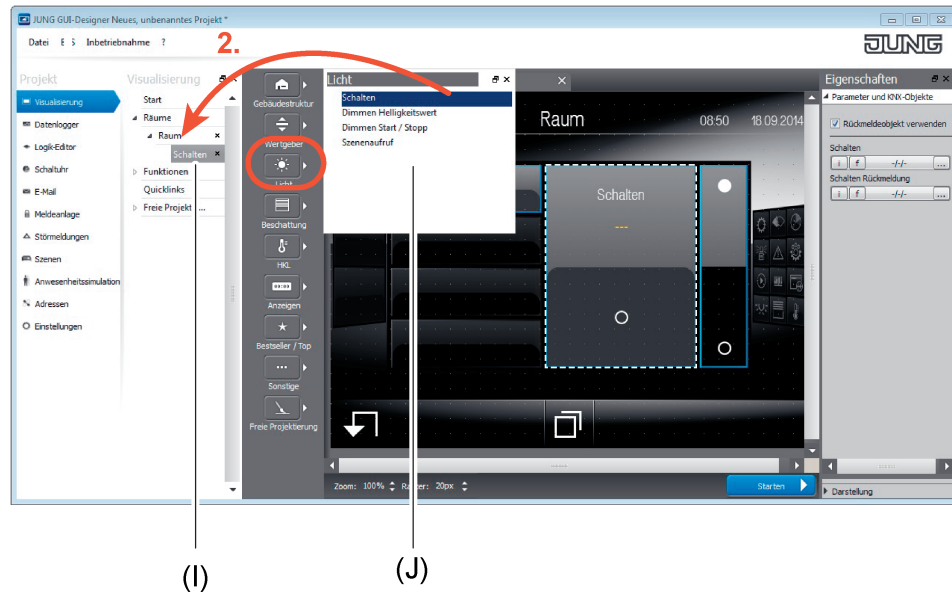 JUNG GUI-Designer Neues, unbenanntes Projekt *
Datei E S Inbetriebnahme ?
JUNG
2.
Projekt
Visualisierung
Datenlogger
Logik-Editor
Schaltuhr
E-Mail
Meldeanlage
Störmeldungen
Szenen
Anwesenheitssimulation
Adressen
Einstellungen
Visualisierung
Start
Räume
Raum
Schalten
Funktionen
Quicklinks
Freie Projekt ...
Gebäudestruktur
Wertgeber
Licht
Beschattung
HKL
Anzeigen
Bestseller / Top
Sonstige
Freie Projektierung
Licht
Schalten
Dimmen Helligkeitswert
Dimmen Start / Stopp
Szenenaufruf
Raum 08:50 18.09.2014
Schalten
---
Zoom: 100% Raster: 20px
Starten
Eigenschaften
Parameter und KNX-Objekte
Rückmeldeobjekt verwenden
Schalten
i f -/-/- ...
Schalten Rückmeldung
i f -/-/- ...
Darstellung
(I) (J)